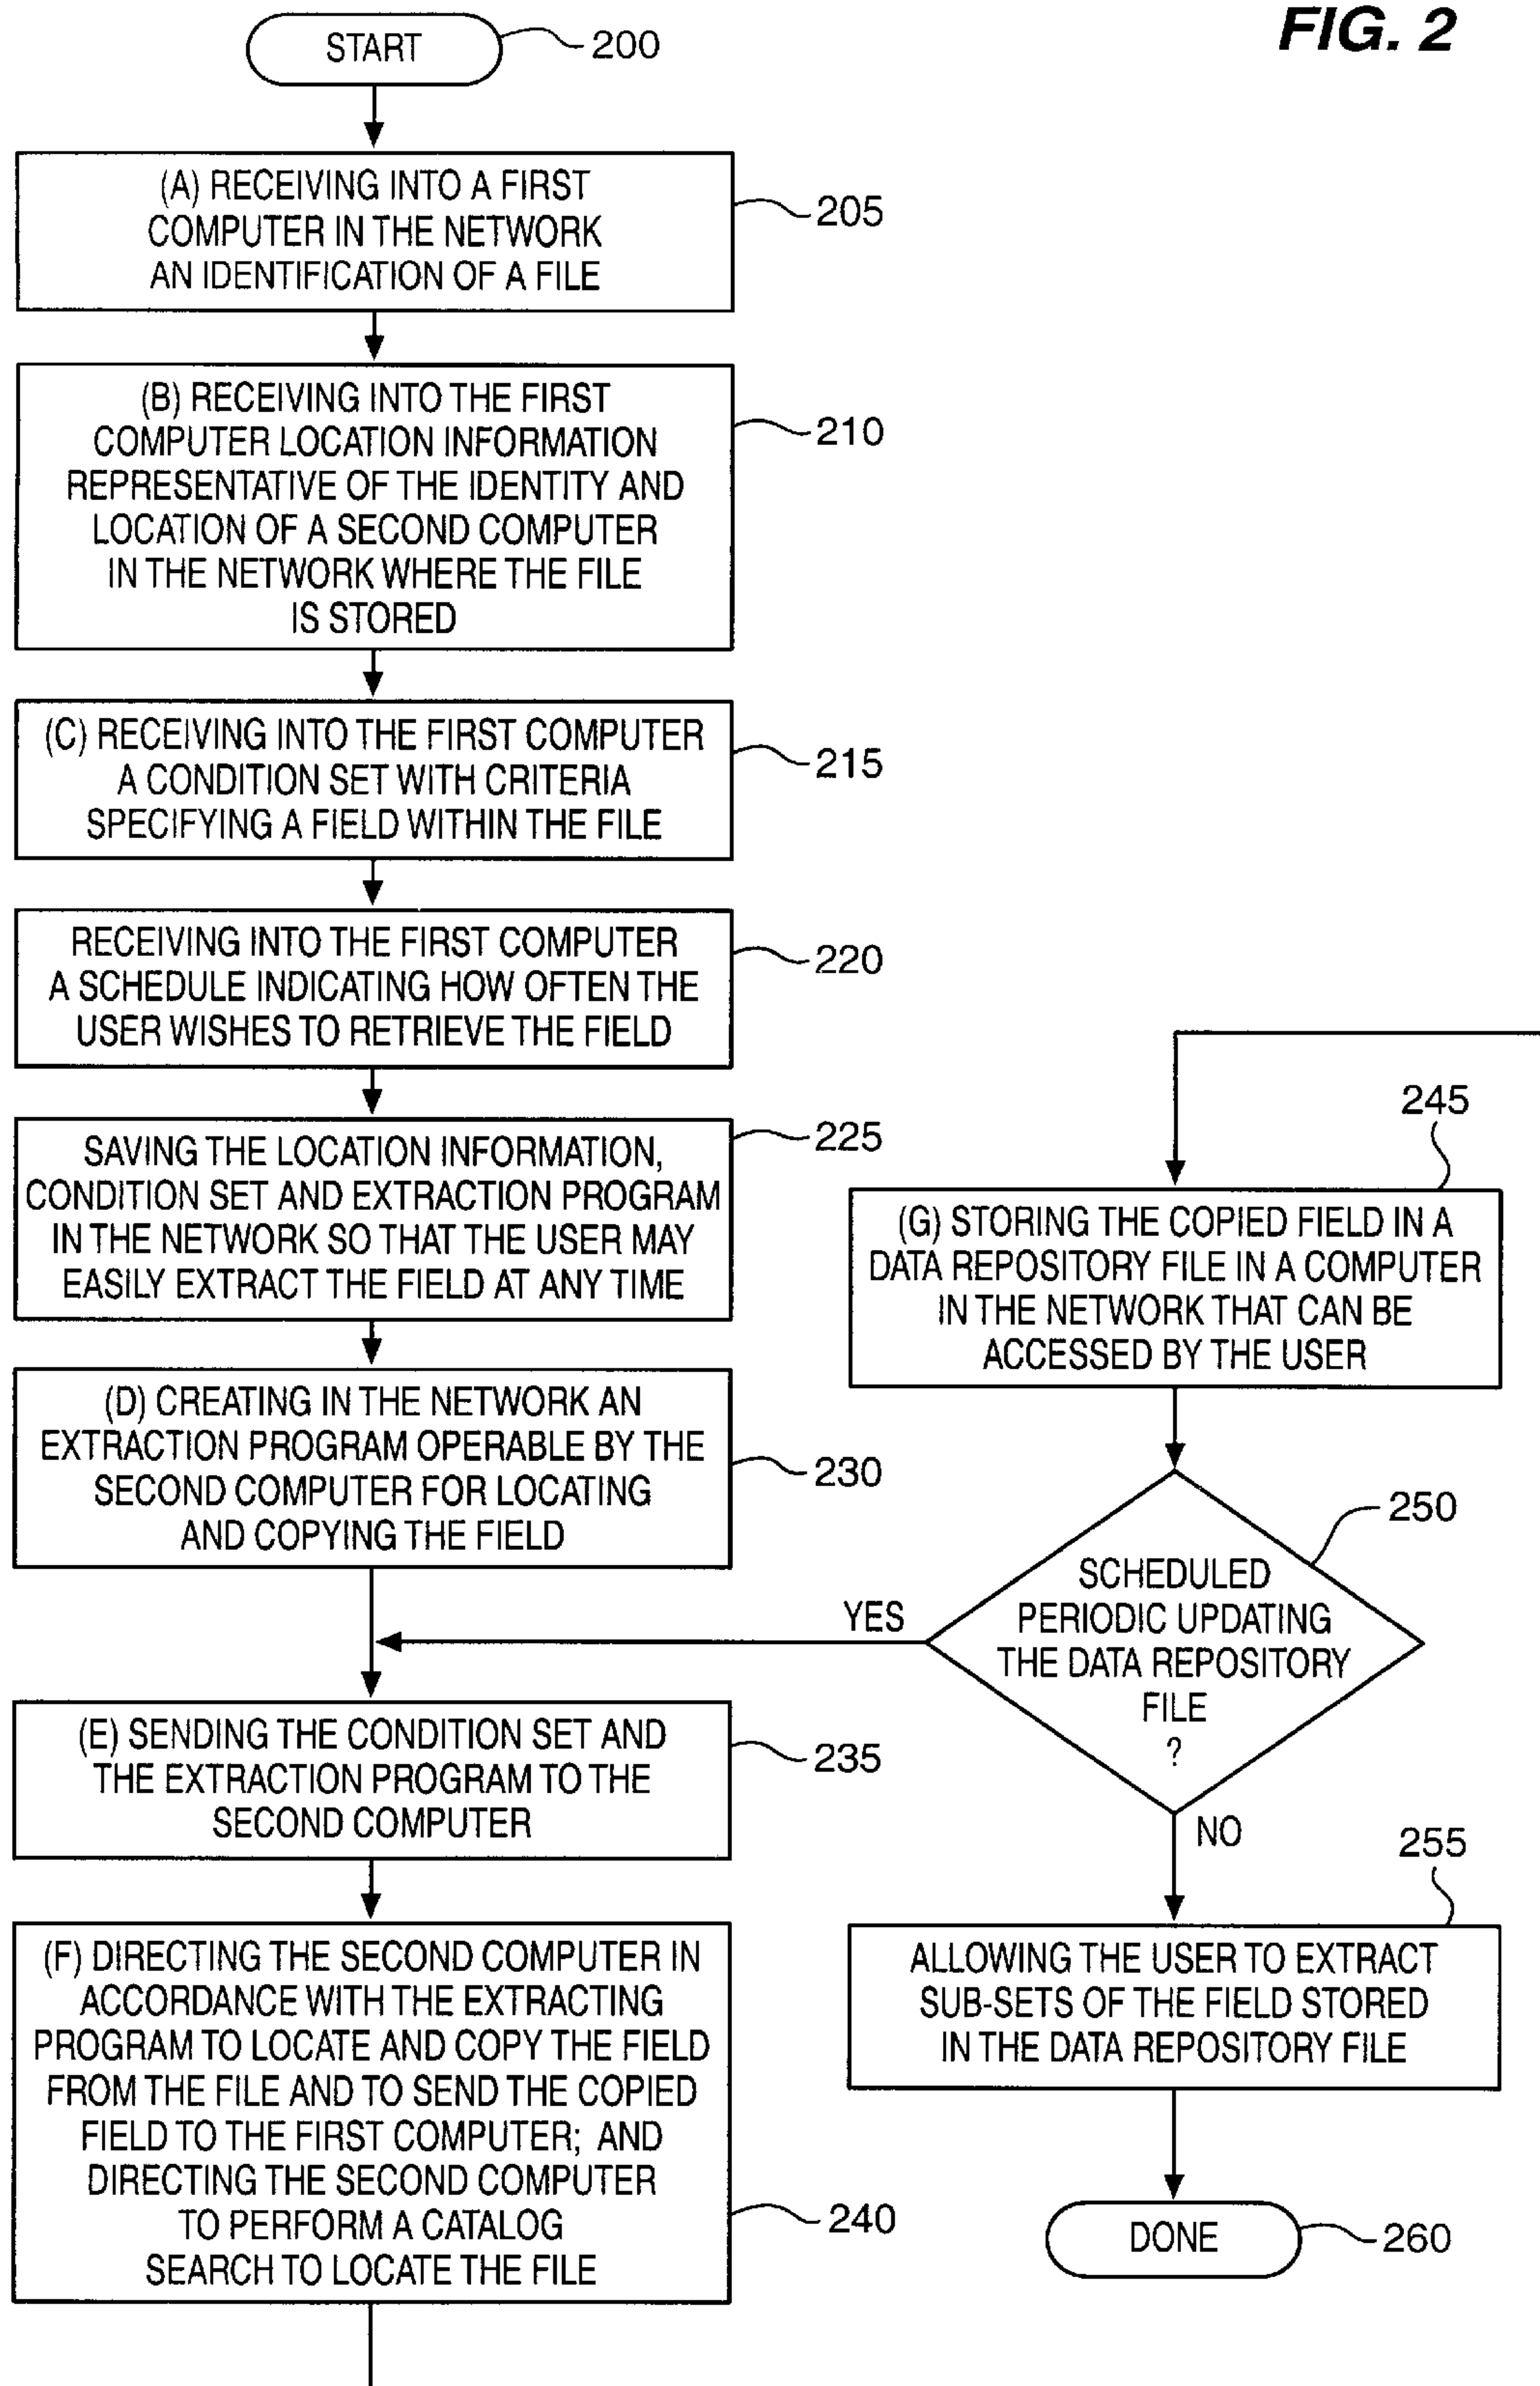 FIG. 2
START
200
(A) RECEIVING INTO A FIRST
COMPUTER IN THE NETWORK
AN IDENTIFICATION OF A FILE
205
(B) RECEIVING INTO THE FIRST
COMPUTER LOCATION INFORMATION
REPRESENTATIVE OF THE IDENTITY AND
LOCATION OF A SECOND COMPUTER
IN THE NETWORK WHERE THE FILE
IS STORED
210
(C) RECEIVING INTO THE FIRST COMPUTER
A CONDITION SET WITH CRITERIA
SPECIFYING A FIELD WITHIN THE FILE
215
RECEIVING INTO THE FIRST COMPUTER
A SCHEDULE INDICATING HOW OFTEN THE
USER WISHES TO RETRIEVE THE FIELD
220
SAVING THE LOCATION INFORMATION,
CONDITION SET AND EXTRACTION PROGRAM
IN THE NETWORK SO THAT THE USER MAY
EASILY EXTRACT THE FIELD AT ANY TIME
225
(D) CREATING IN THE NETWORK AN
EXTRACTION PROGRAM OPERABLE BY THE
SECOND COMPUTER FOR LOCATING
AND COPYING THE FIELD
230
(E) SENDING THE CONDITION SET AND
THE EXTRACTION PROGRAM TO THE
SECOND COMPUTER
235
(F) DIRECTING THE SECOND COMPUTER IN
ACCORDANCE WITH THE EXTRACTING
PROGRAM TO LOCATE AND COPY THE FIELD
FROM THE FILE AND TO SEND THE COPIED
FIELD TO THE FIRST COMPUTER; AND
DIRECTING THE SECOND COMPUTER
TO PERFORM A CATALOG
SEARCH TO LOCATE THE FILE
240
245
(G) STORING THE COPIED FIELD IN A
DATA REPOSITORY FILE IN A COMPUTER
IN THE NETWORK THAT CAN BE
ACCESSED BY THE USER
250
SCHEDULED
PERIODIC UPDATING
THE DATA REPOSITORY
FILE
?
YES
NO
255
ALLOWING THE USER TO EXTRACT
SUB-SETS OF THE FIELD STORED
IN THE DATA REPOSITORY FILE
DONE
260